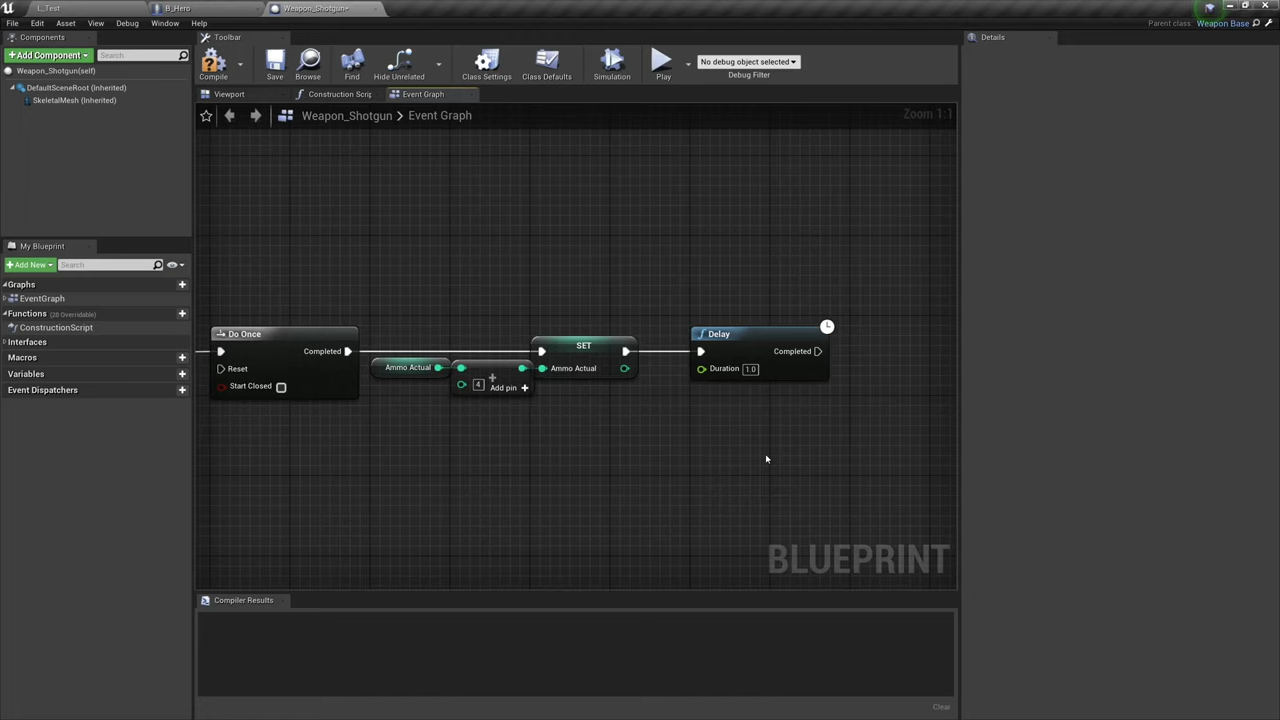 L_Test
B_Hero
Weapon_Shotgun*
File Edit Asset View Debug Window Help
Parent class: Weapon Base
Components
Toolbar
Details
Add Component
Search
Weapon_Shotgun(self)
DefaultSceneRoot (Inherited)
SkeletalMesh (Inherited)
Compile
Save
Browse
Find
Hide Unrelated
Class Settings
Class Defaults
Simulation
Play
No debug object selected
Debug Filter
Viewport
Construction Scrip
Event Graph
Weapon_Shotgun > Event Graph
Zoom 1:1
My Blueprint
Add New
Search
Graphs
EventGraph
Functions (20 Overridable)
ConstructionScript
Interfaces
Macros
Variables
Event Dispatchers
Do Once
Completed
Reset
Start Closed
Ammo Actual
4
Add pin +
SET
Ammo Actual
Delay
Completed
Duration 1.0
BLUEPRINT
Compiler Results
Clear